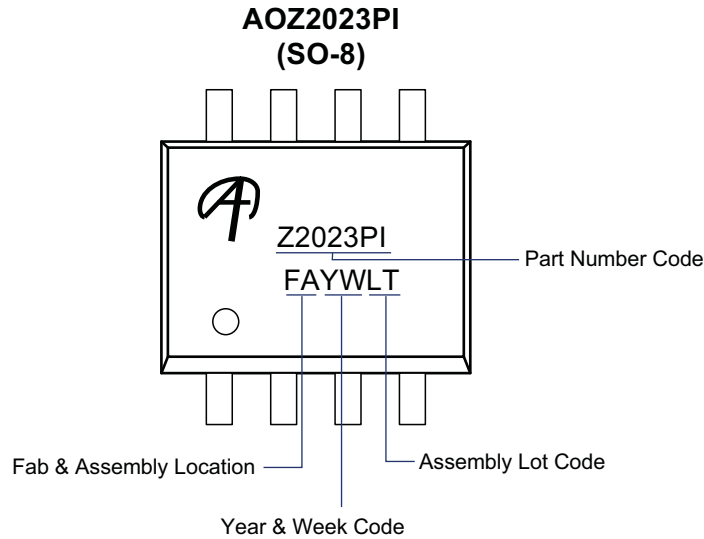 AOZ2023PI
(SO-8)
Z2023PI
Part Number Code
FAYWLT
Fab & Assembly Location
Assembly Lot Code
Year & Week Code